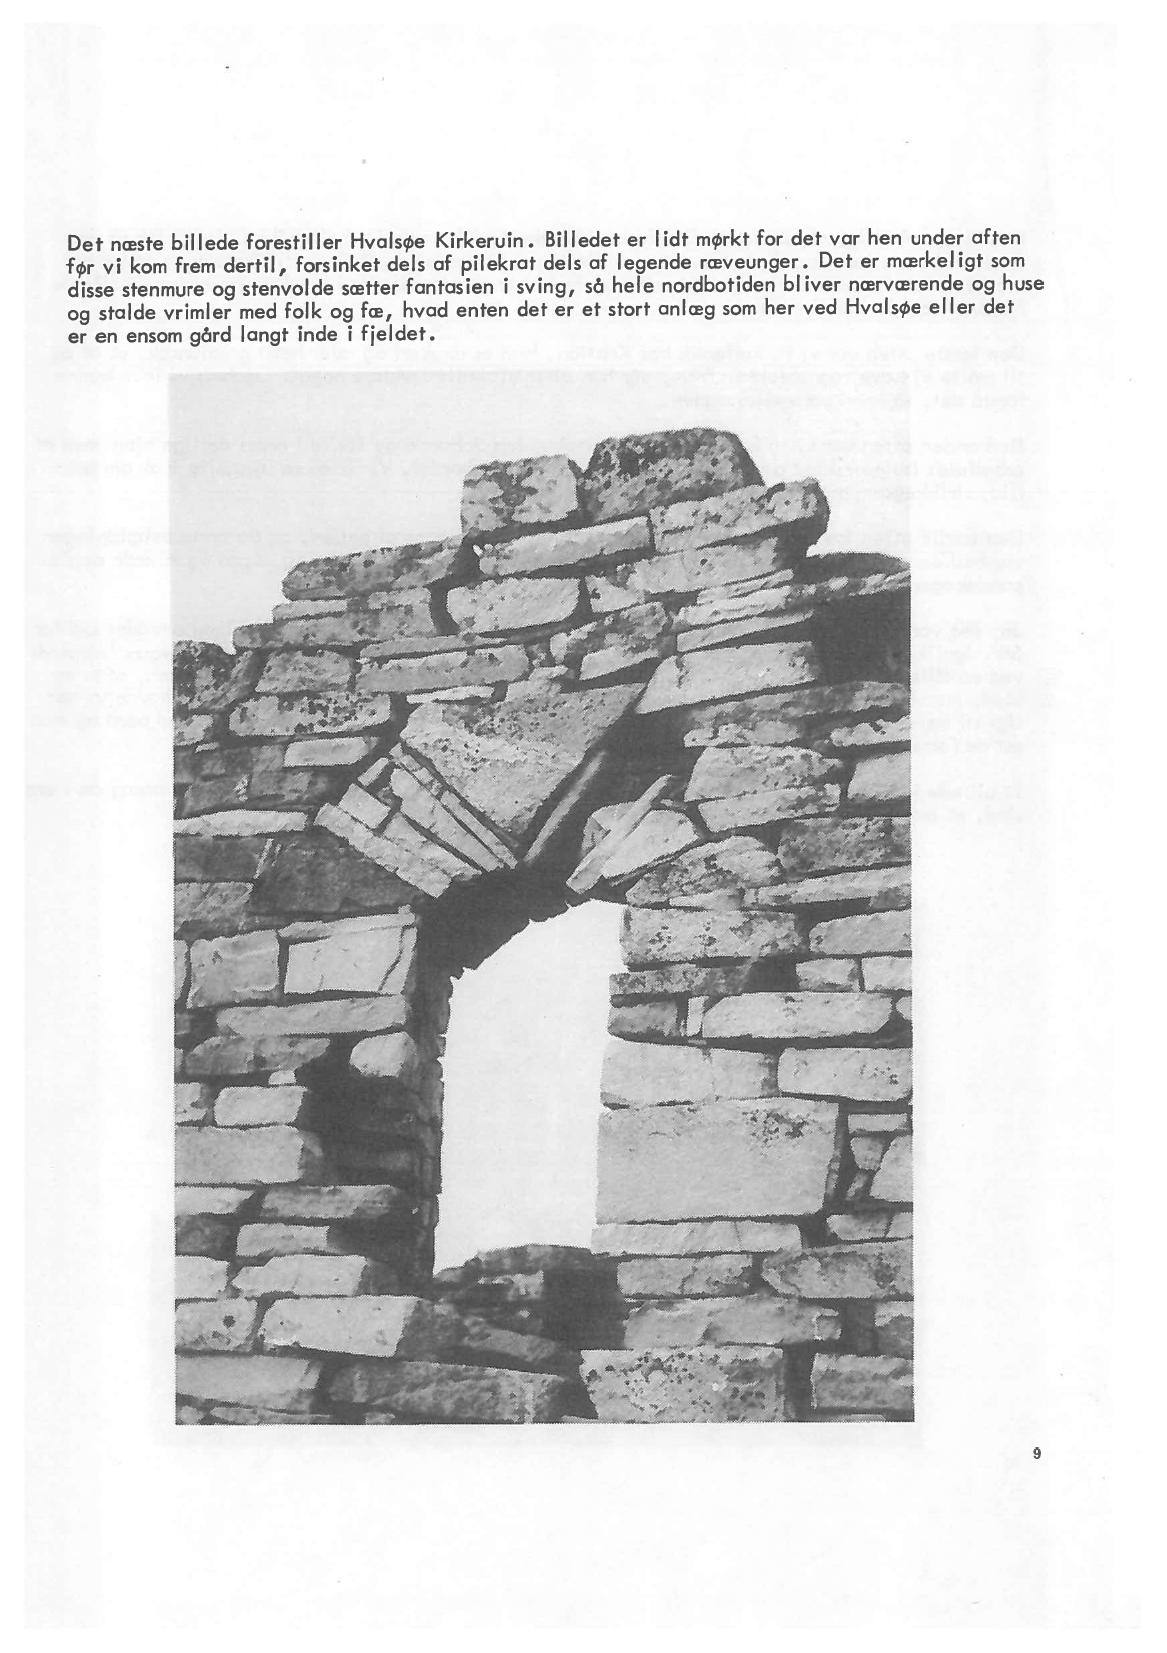 Det næste billede forestiller Hvalsøe Kirkeruin. Billedet er lidt mørkt for det var hen under aften
før vi kom frem dertil, forsinket dels af pilekrat dels af legende ræveunger. Det er mærkeligt som
disse stenmure og stenvolde sætter fantasien i sving, så hele nordbotiden bliver nærværende og huse
og stalde vrimler med folk og fæ, hvad enten det er et stort anlæg som her ved Hvalsøe eller det
er en ensom gård langt inde i fjeldet.
9